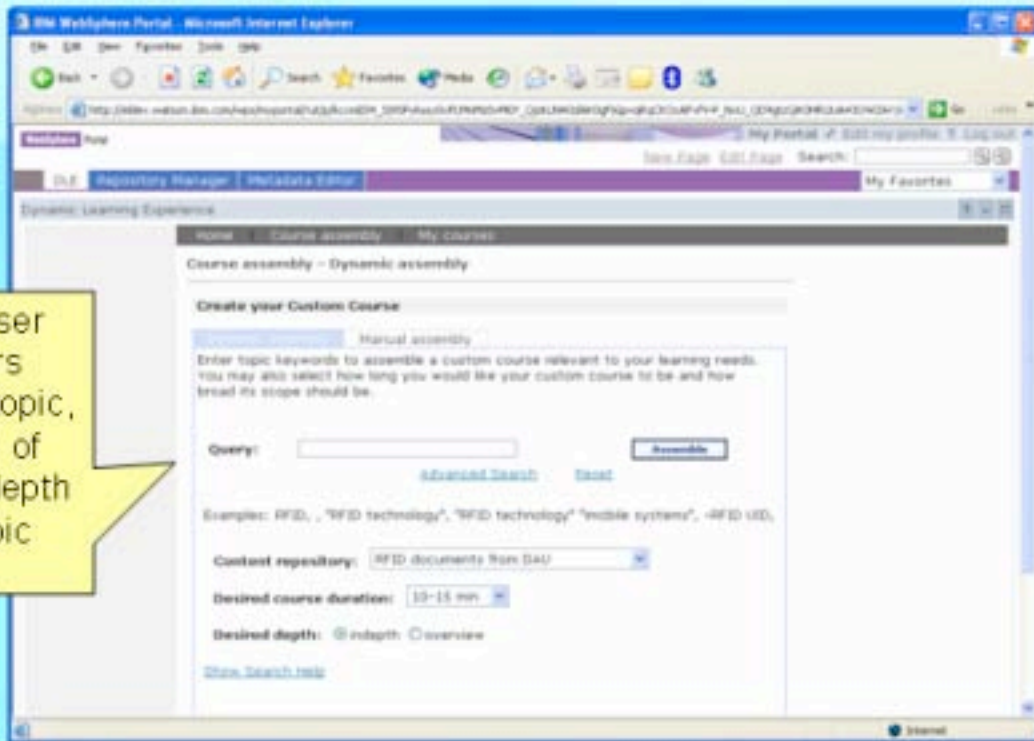 IBM WebSphere Portal - Microsoft Internet Explorer
File Edit View Favorites Tools Help
Back Search Favorites Media
Address Go
Portal My Portal Edit my profile ? Log out
New Page Edit Page Search:
DLE Repository Manager Metadata Editor My Favorites
Dynamic Learning Experience
Home Course assembly My courses
Course assembly - Dynamic assembly
Create your Custom Course
Manual assembly
Enter topic keywords to assemble a custom course relevant to your learning needs.
You may also select how long you would like your custom course to be and how
broad its scope should be.
ser
rs
opic,
of
depth
pic
Query: Assemble
Advanced Search Reset
Examples: RFID, , "RFID technology", "RFID technology" "mobile systems", -RFID UID,
Content repository: RFID documents from DAU
Desired course duration: 10-15 min
Desired depth: indepth overview
Show Search Help
Internet